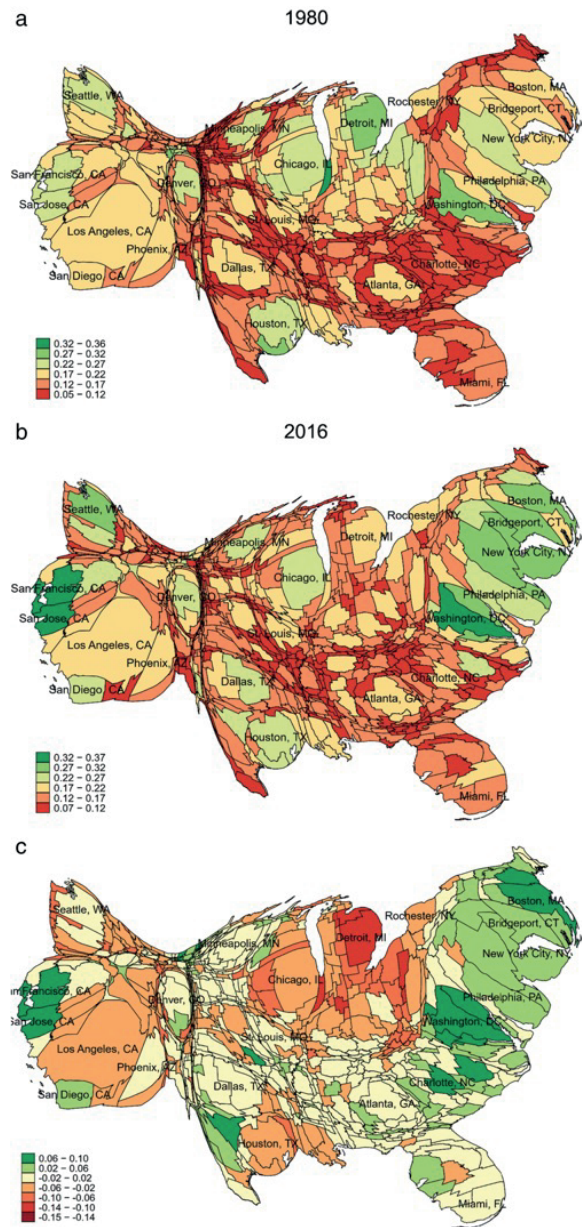 a
1980
Seattle, WA
Minneapolis, MN
Rochester, NY
Boston, MA
Bridgeport, CT
Detroit, MI
New York City, NY
Chicago, IL
San Francisco, CA
Denver, CO
Philadelphia, PA
San Jose, CA
Washington, DC
St. Louis, MO
Los Angeles, CA
Phoenix, AZ
Charlotte, NC
San Diego, CA
Dallas, TX
Atlanta, GA
Houston, TX
0.32 – 0.36
0.27 – 0.32
0.22 – 0.27
0.17 – 0.22
0.12 – 0.17
0.05 – 0.12
Miami, FL
b
2016
Seattle, WA
Minneapolis, MN
Rochester, NY
Boston, MA
Bridgeport, CT
Detroit, MI
New York City, NY
Chicago, IL
San Francisco, CA
Denver, CO
Philadelphia, PA
San Jose, CA
Washington, DC
St. Louis, MO
Los Angeles, CA
Phoenix, AZ
Charlotte, NC
San Diego, CA
Dallas, TX
Atlanta, GA
Houston, TX
0.32 – 0.37
0.27 – 0.32
0.22 – 0.27
0.17 – 0.22
0.12 – 0.17
0.07 – 0.12
Miami, FL
c
Seattle, WA
Minneapolis, MN
Rochester, NY
Boston, MA
Bridgeport, CT
Detroit, MI
New York City, NY
Chicago, IL
an Francisco, CA
Denver, CO
Philadelphia, PA
San Jose, CA
Washington, DC
St. Louis, MO
Los Angeles, CA
Phoenix, AZ
Charlotte, NC
San Diego, CA
Dallas, TX
Atlanta, GA
Houston, TX
0.06 – 0.10
0.02 – 0.06
-0.02 – 0.02
-0.06 – -0.02
-0.10 – -0.06
-0.14 – -0.10
-0.15 – -0.14
Miami, FL